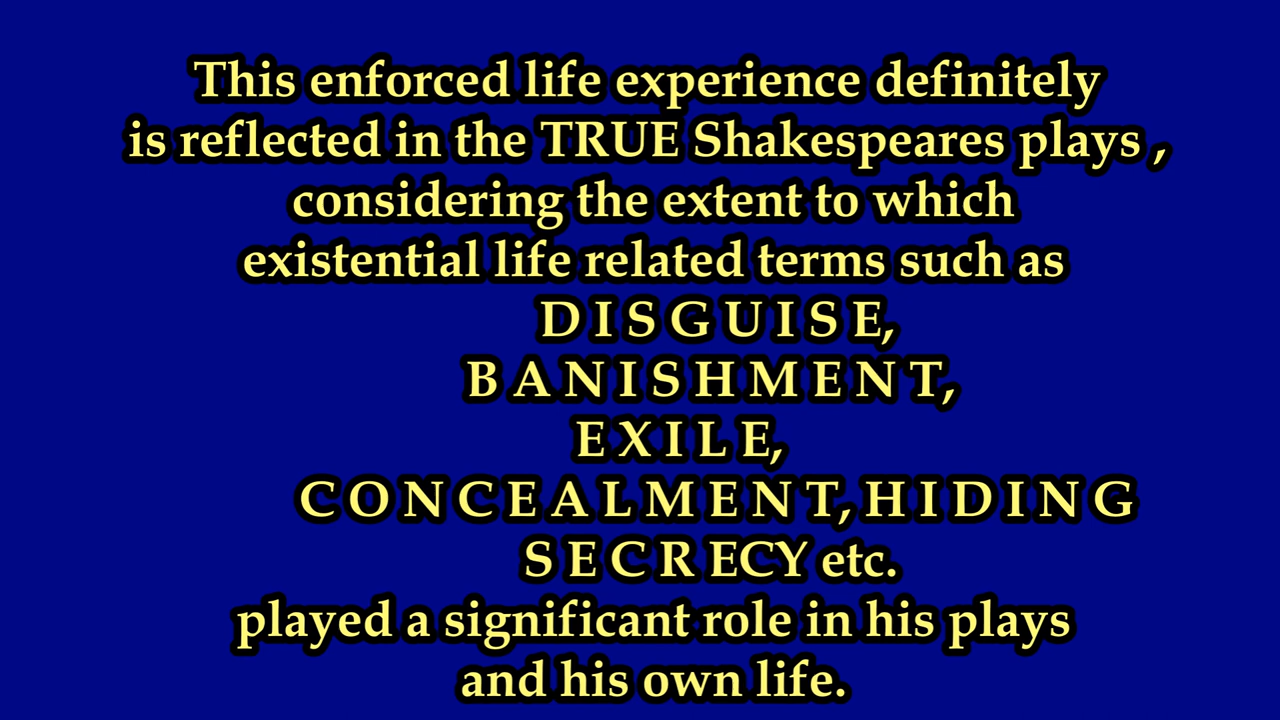 This enforced life experience definitely
is reflected in the TRUE Shakespeares plays ,
considering the extent to which
existential life related terms such as
D I S G U I S E,
B A N I S H M E N T,
E X I L E,
C O N C E A L M E N T, H I D I N G
S E C R ECY etc.
played a significant role in his plays
and his own life.